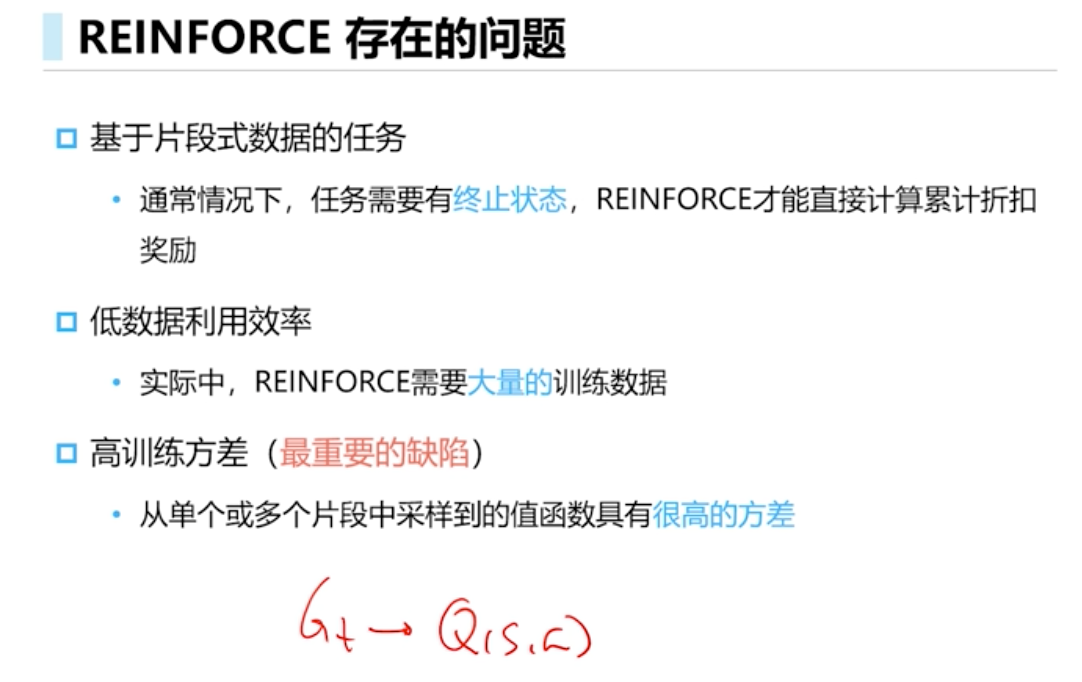 REINFORCE 存在的问题
基于片段式数据的任务
• 通常情况下，任务需要有终止状态，REINFORCE才能直接计算累计折扣
奖励
低数据利用效率
• 实际中，REINFORCE需要大量的训练数据
高训练方差（最重要的缺陷）
• 从单个或多个片段中采样到的值函数具有很高的方差
Gt → Q(s,a)